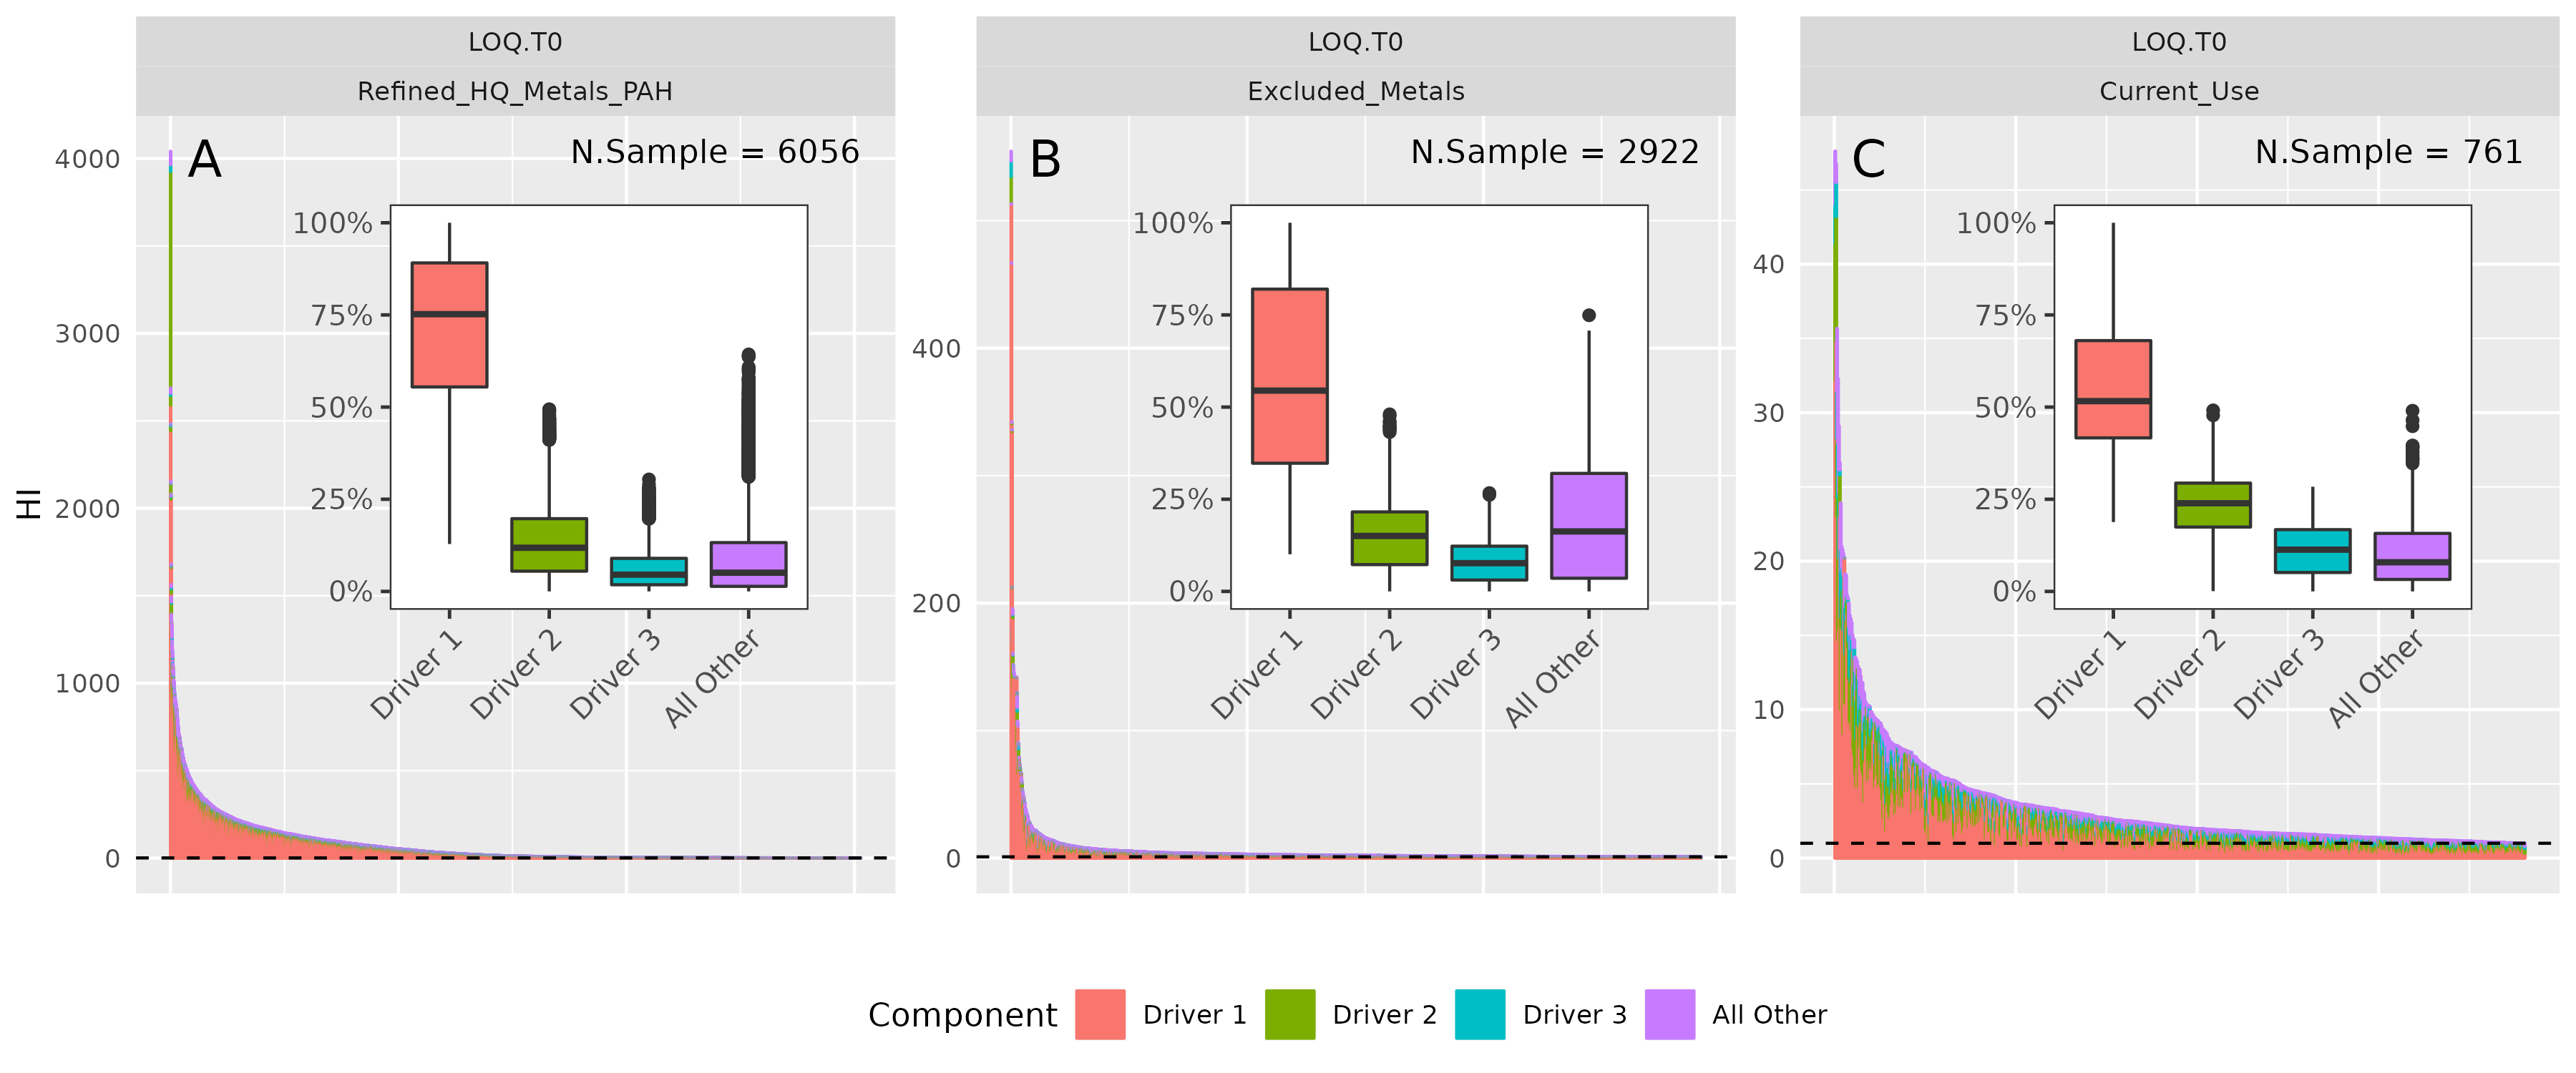 LOQ.T0
Refined_HQ_Metals_PAH
A
N.Sample = 6056
HI
4000
3000
2000
1000
0
100%
75%
50%
25%
0%
Driver 1
Driver 2
Driver 3
All Other
LOQ.T0
Excluded_Metals
B
N.Sample = 2922
400
200
0
100%
75%
50%
25%
0%
Driver 1
Driver 2
Driver 3
All Other
LOQ.T0
Current_Use
C
N.Sample = 761
40
30
20
10
0
100%
75%
50%
25%
0%
Driver 1
Driver 2
Driver 3
All Other
Component Driver 1 Driver 2 Driver 3 All Other